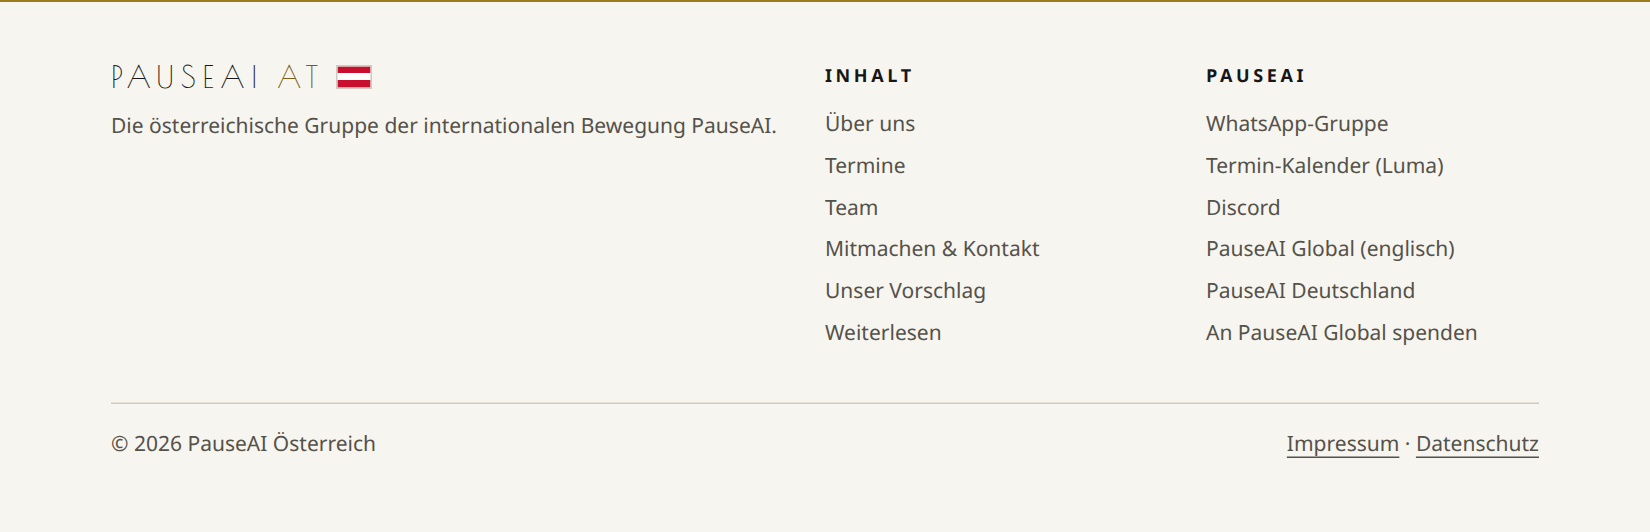 PAUSEAI AT
Die österreichische Gruppe der internationalen Bewegung PauseAI.
INHALT
Über uns
Termine
Team
Mitmachen & Kontakt
Unser Vorschlag
Weiterlesen
PAUSEAI
WhatsApp-Gruppe
Termin-Kalender (Luma)
Discord
PauseAI Global (englisch)
PauseAI Deutschland
An PauseAI Global spenden
© 2026 PauseAI Österreich
Impressum · Datenschutz